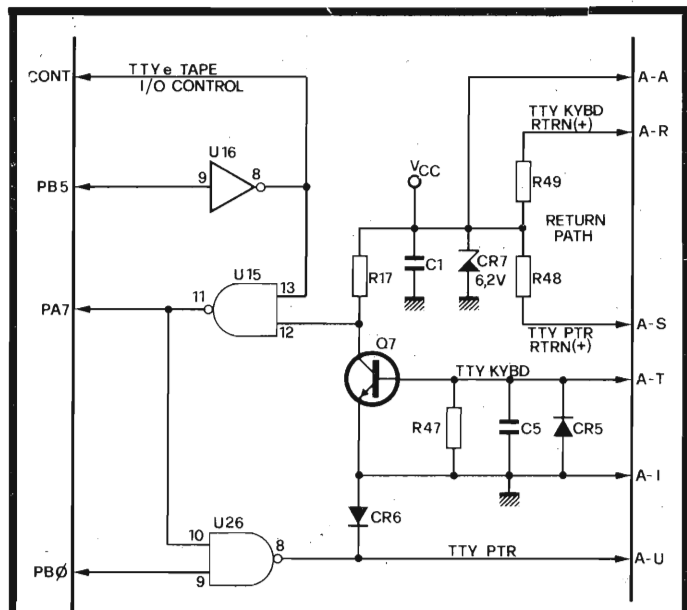 CONT
TTY e TAPE
I/O CONTROL
A-A
TTY KYBD
RTRN(+)
A-R
U16
9
8
PB5
VCC
R49
RETURN
PATH
U15
13
11
12
PA7
R17
C1
CR7
6,2V
R48
TTY PTR
RTRN(+)
A-S
Q7
TTY KYBD
A-T
R47
C5
CR5
A-I
CR6
U26
10
8
9
TTY PTR
A-U
PBØ